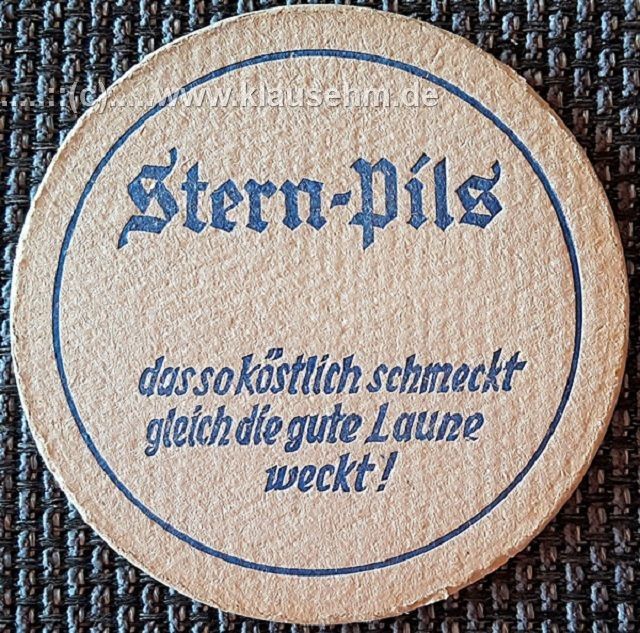 ....::(c)....www.klausehm.de
Stern-Pils
das so köstlich schmeckt
gleich die gute Laune
weckt!